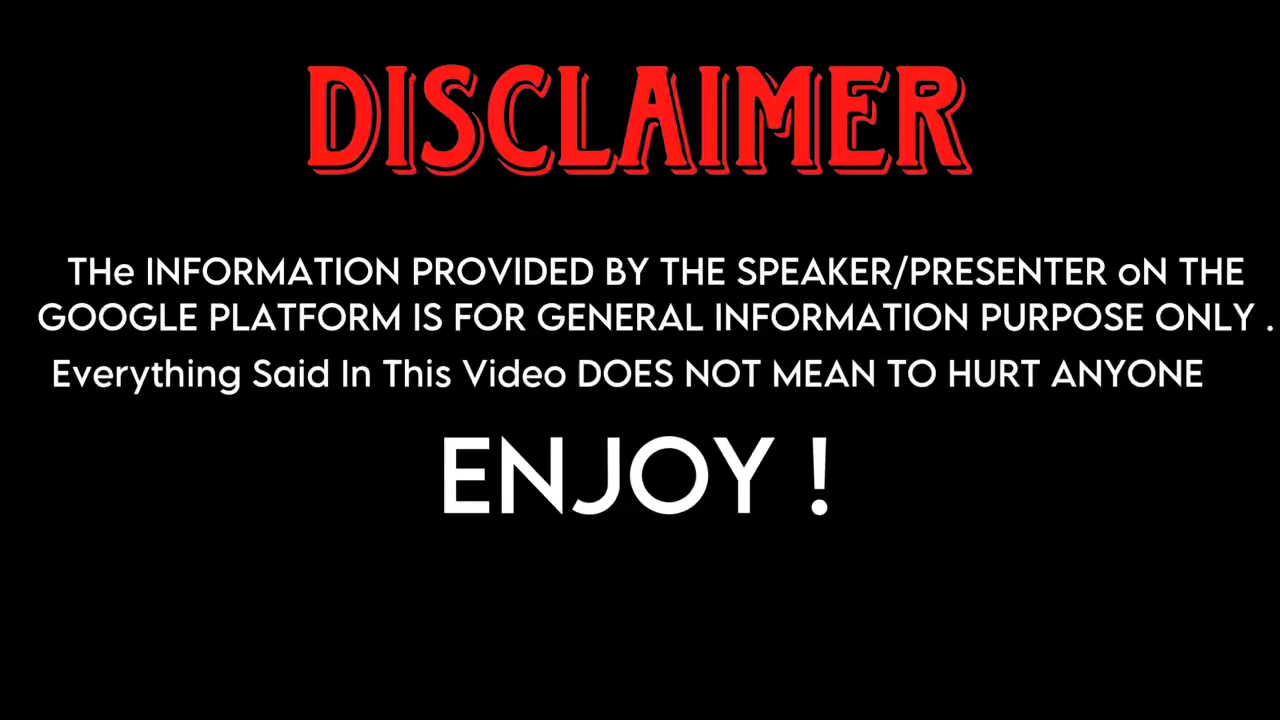 DISCLAIMER
THe INFORMATION PROVIDED BY THE SPEAKER/PRESENTER oN THE
GOOGLE PLATFORM IS FOR GENERAL INFORMATION PURPOSE ONLY .
Everything Said In This Video DOES NOT MEAN TO HURT ANYONE
ENJOY !